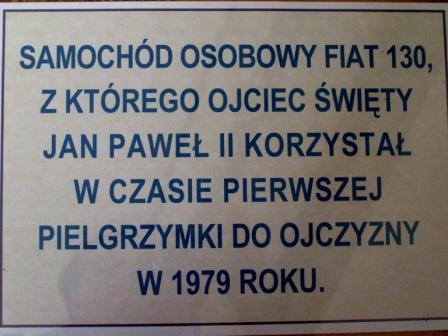 SAMOCHÓD OSOBOWY FIAT 130,
Z KTÓREGO OJCIEC ŚWIĘTY
JAN PAWEŁ II KORZYSTAŁ
W CZASIE PIERWSZEJ
PIELGRZYMKI DO OJCZYZNY
W 1979 ROKU.